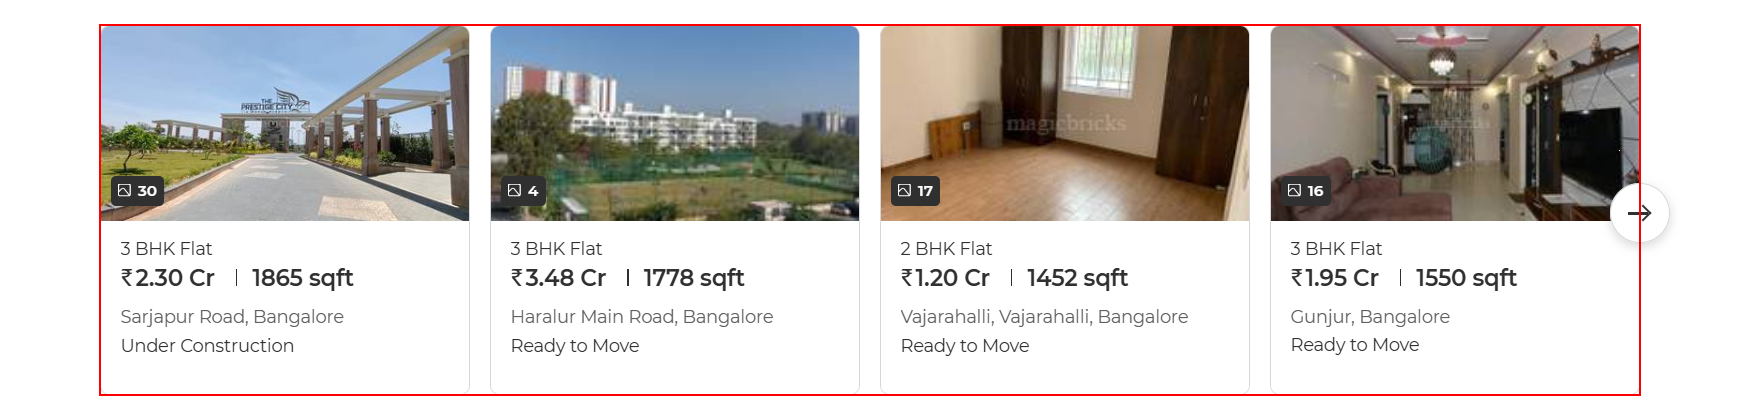 THE
PRESTIGE CITY
30
3 BHK Flat
₹2.30 Cr | 1865 sqft
Sarjapur Road, Bangalore
Under Construction
4
3 BHK Flat
₹3.48 Cr | 1778 sqft
Haralur Main Road, Bangalore
Ready to Move
magicbricks
17
2 BHK Flat
₹1.20 Cr | 1452 sqft
Vajarahalli, Vajarahalli, Bangalore
Ready to Move
16
3 BHK Flat
₹1.95 Cr | 1550 sqft
Gunjur, Bangalore
Ready to Move